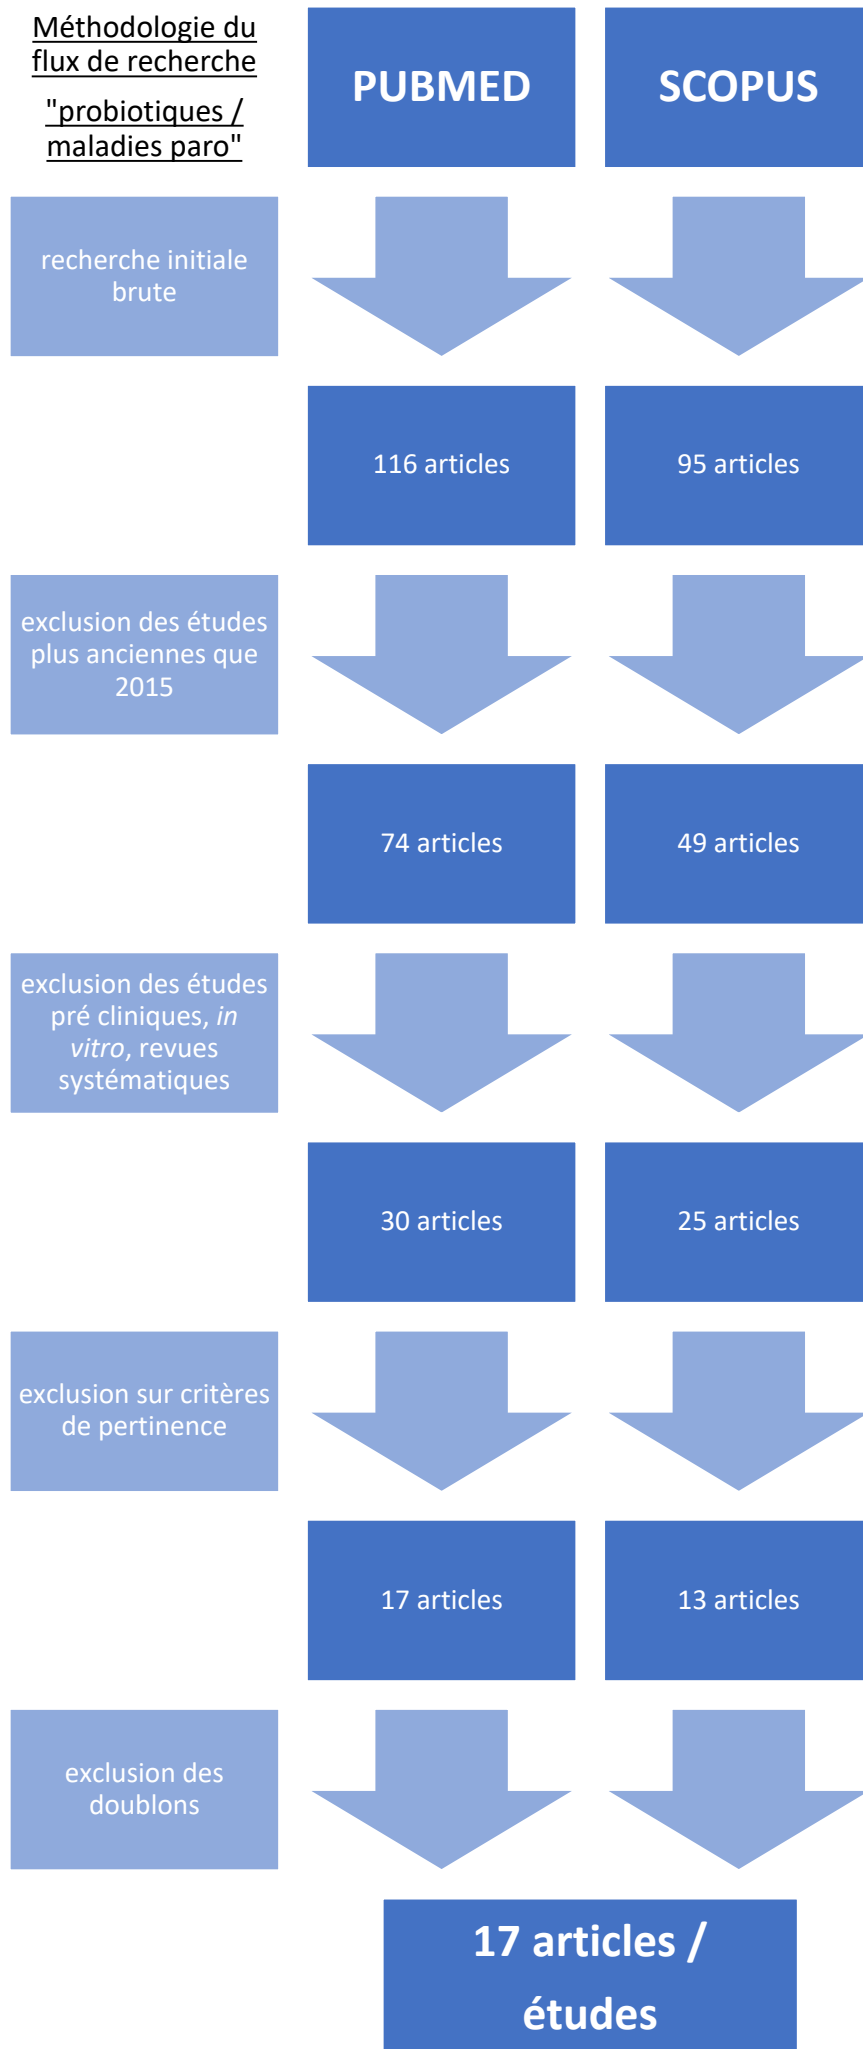 Méthodologie du
flux de recherche
"probiotiques /
maladies paro"
PUBMED
SCOPUS
recherche initiale
brute
116 articles
95 articles
exclusion des études
plus anciennes que
2015
74 articles
49 articles
exclusion des études
pré cliniques, in
vitro, revues
systématiques
30 articles
25 articles
exclusion sur critères
de pertinence
17 articles
13 articles
exclusion des
doublons
17 articles /
études